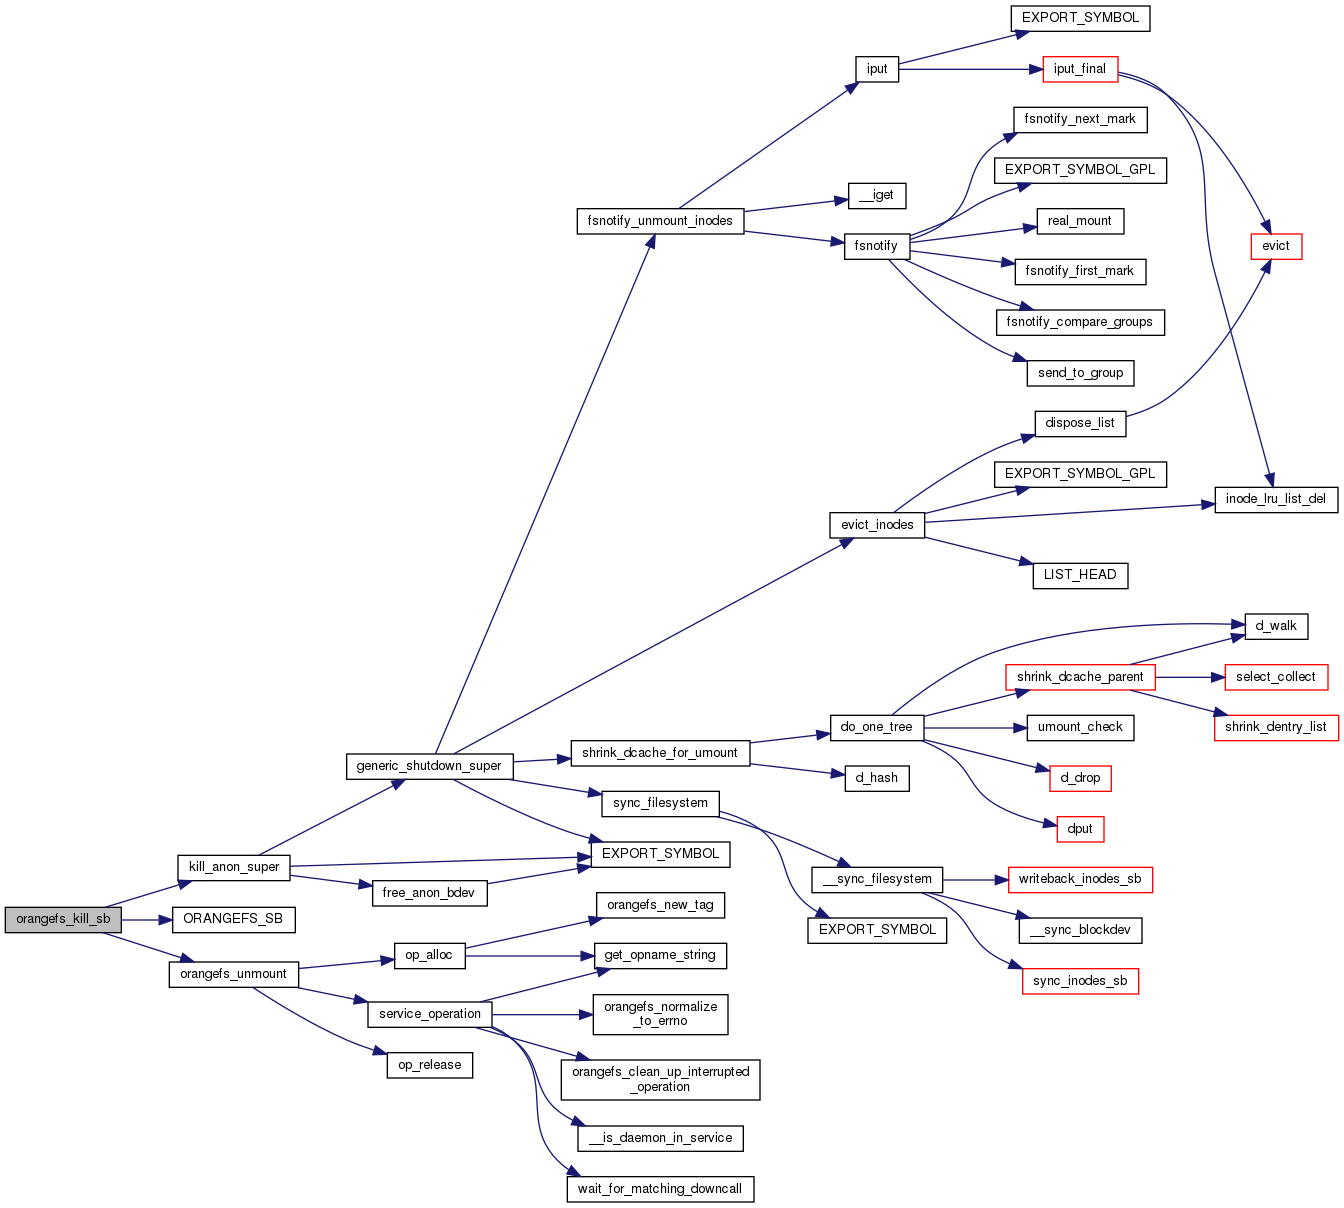 EXPORT_SYMBOL
iput
iput_final
fsnotify_next_mark
EXPORT_SYMBOL_GPL
__iget
fsnotify_unmount_inodes
real_mount
fsnotify
evict
fsnotify_first_mark
fsnotify_compare_groups
send_to_group
dispose_list
EXPORT_SYMBOL_GPL
inode_lru_list_del
evict_inodes
LIST_HEAD
d_walk
shrink_dcache_parent
select_collect
do_one_tree
umount_check
shrink_dentry_list
shrink_dcache_for_umount
generic_shutdown_super
d_hash
d_drop
sync_filesystem
dput
EXPORT_SYMBOL
kill_anon_super
free_anon_bdev
__sync_filesystem
writeback_inodes_sb
orangefs_kill_sb
ORANGEFS_SB
orangefs_new_tag
EXPORT_SYMBOL
__sync_blockdev
op_alloc
get_opname_string
orangefs_unmount
sync_inodes_sb
service_operation
orangefs_normalize
_to_errno
op_release
orangefs_clean_up_interrupted
_operation
__is_daemon_in_service
wait_for_matching_downcall